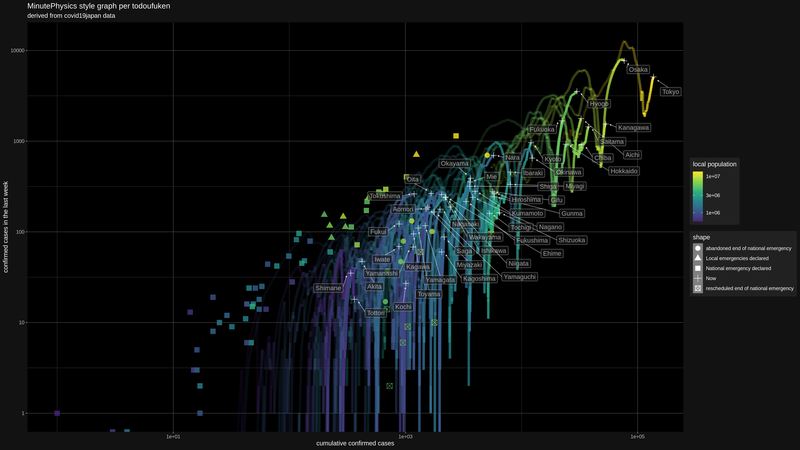 MinutePhysics style graph per todoufuken
derived from covid19japan data
confirmed cases in the last week
10000
1000
100
10
1
1e+01
1e+03
1e+05
cumulative confirmed cases
Osaka
Tokyo
Hyogo
Fukuoka
Kanagawa
Saitama
Aichi
Chiba
Hokkaido
Kyoto
Nara
Okayama
Ibaraki
Okinawa
Mie
Oita
Shiga
Miyagi
Tokushima
Hiroshima
Gifu
Aomori
Kumamoto
Gunma
Nagasaki
Tochigi
Nagano
Fukui
Wakayama
Fukushima
Shizuoka
Saga
Ishikawa
Ehime
Iwate
Miyazaki
Niigata
Kagawa
Yamanashi
Yamagata
Kagoshima
Yamaguchi
Shimane
Akita
Toyama
Kochi
Tottori
local population
1e+07
3e+06
1e+06
shape
abandoned end of national emergency
Local emergencies declared
National emergency declared
Now
rescheduled end of national emergency